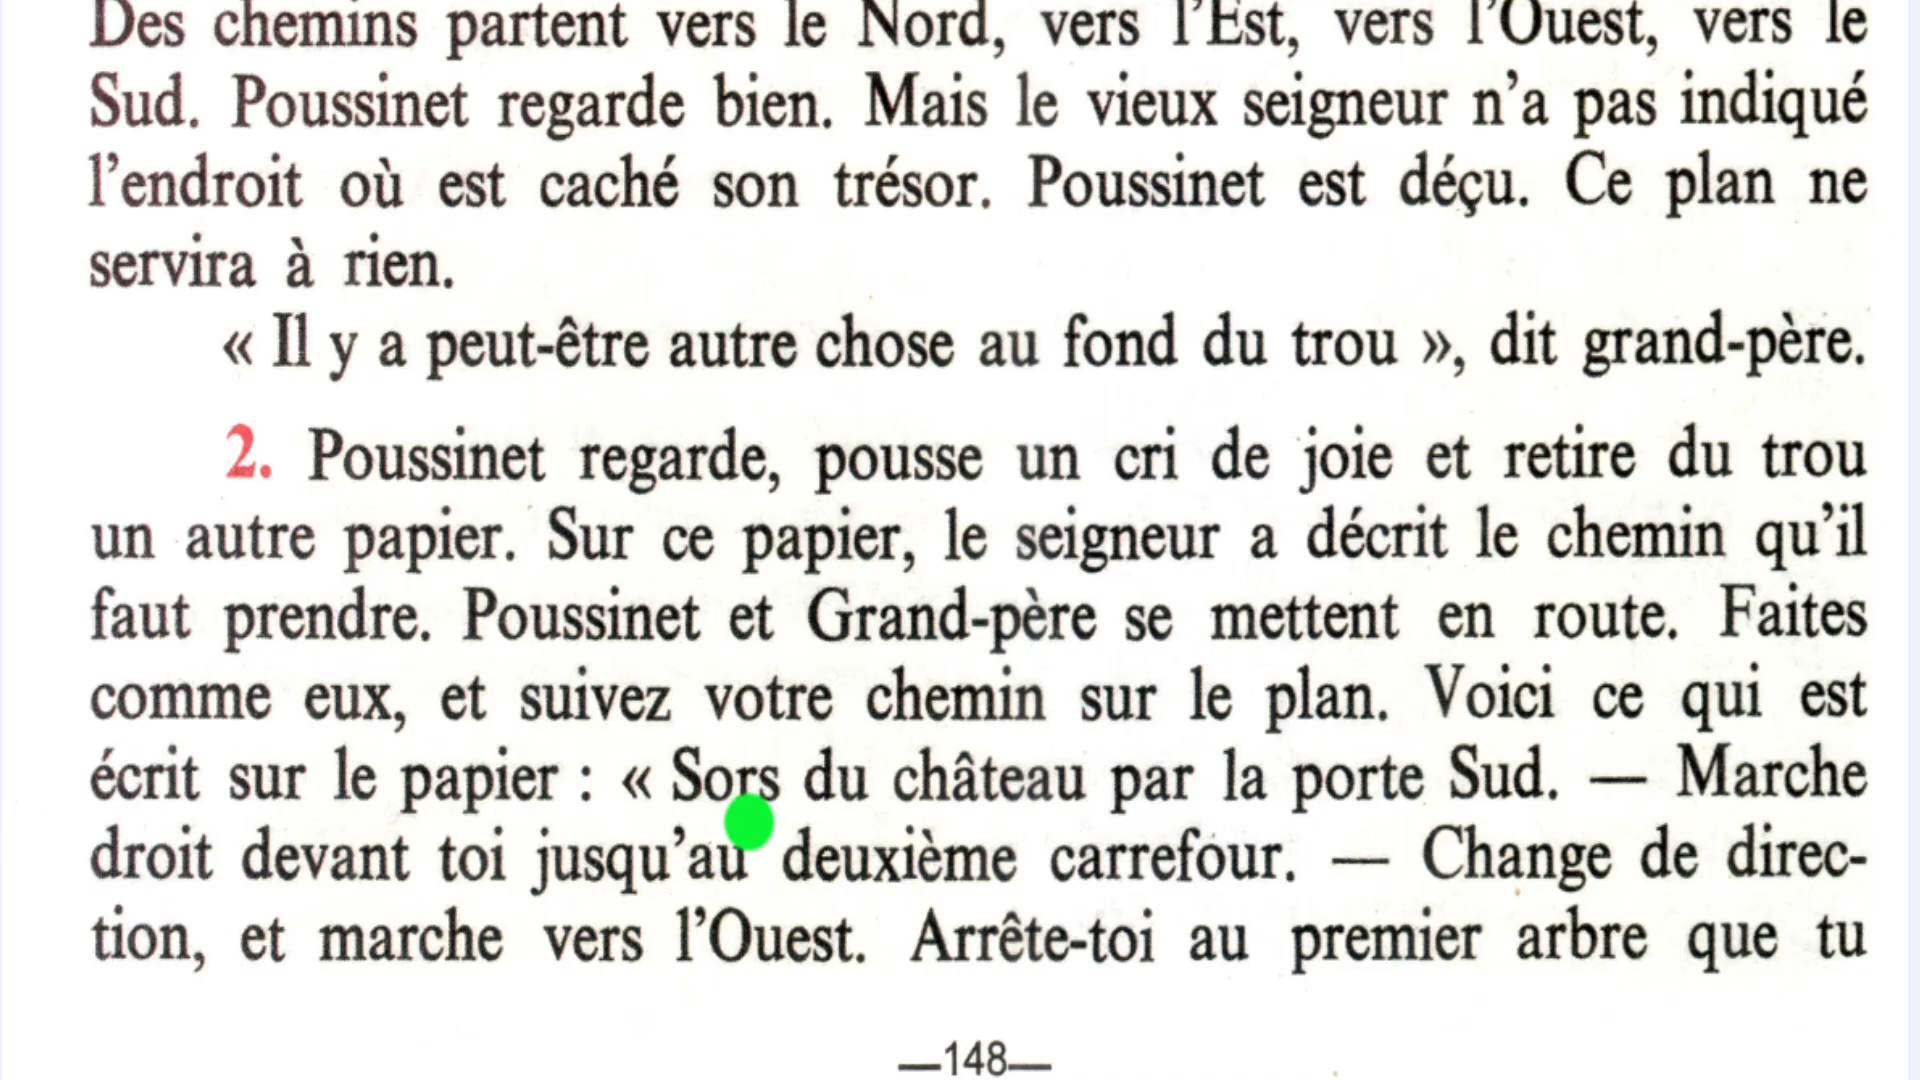 Des chemins partent vers le Nord, vers l'Est, vers l'Ouest, vers le
Sud. Poussinet regarde bien. Mais le vieux seigneur n'a pas indiqué
l'endroit où est caché son trésor. Poussinet est déçu. Ce plan ne
servira à rien.
« Il y a peut-être autre chose au fond du trou », dit grand-père.
2. Poussinet regarde, pousse un cri de joie et retire du trou
un autre papier. Sur ce papier, le seigneur a décrit le chemin qu'il
faut prendre. Poussinet et Grand-père se mettent en route. Faites
comme eux, et suivez votre chemin sur le plan. Voici ce qui est
écrit sur le papier : « Sors du château par la porte Sud. — Marche
droit devant toi jusqu'au deuxième carrefour. — Change de direc-
tion, et marche vers l'Ouest. Arrête-toi au premier arbre que tu
—148—